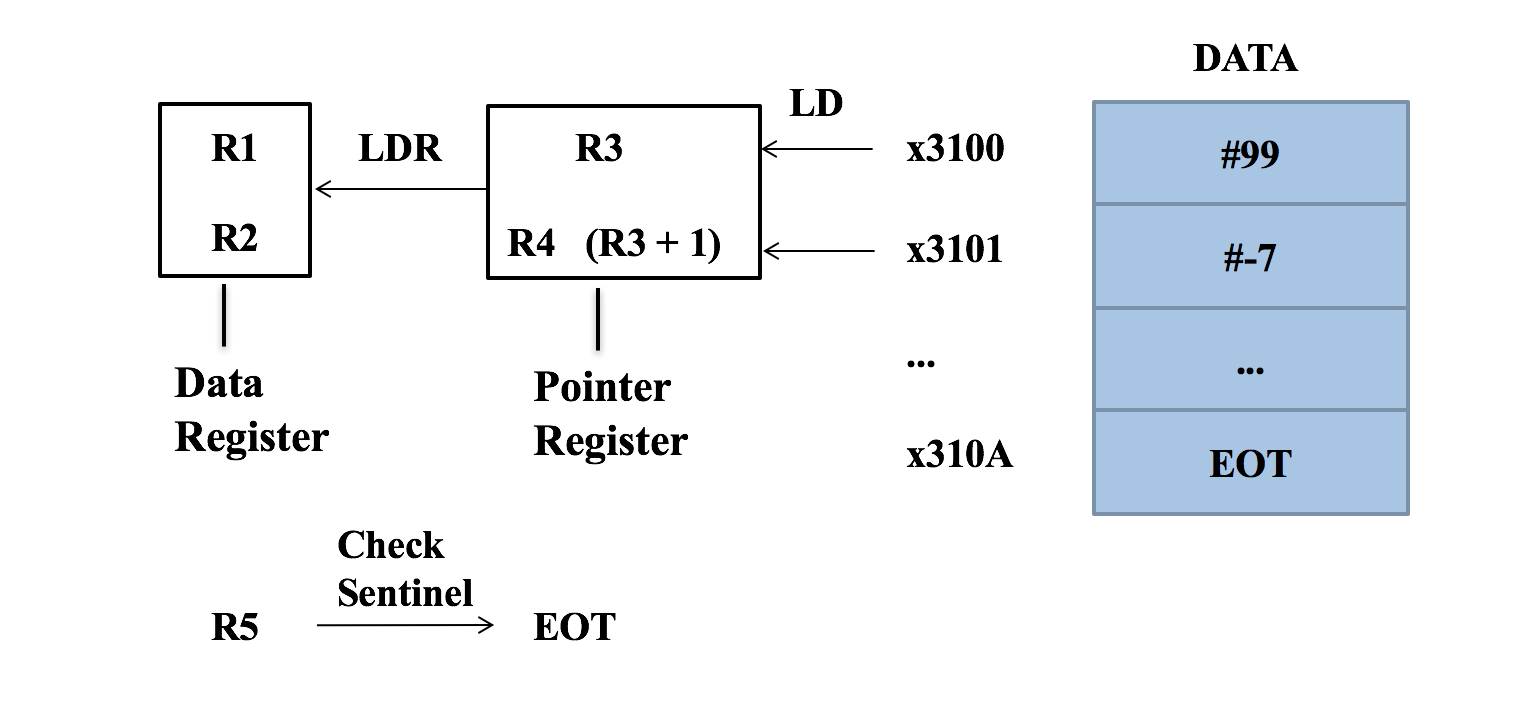 DATA
LD
R1
LDR
R3
x3100
#99
R2
R4 (R3 + 1)
x3101
#-7
Data
Register
Pointer
Register
...
...
x310A
EOT
Check
Sentinel
R5
EOT